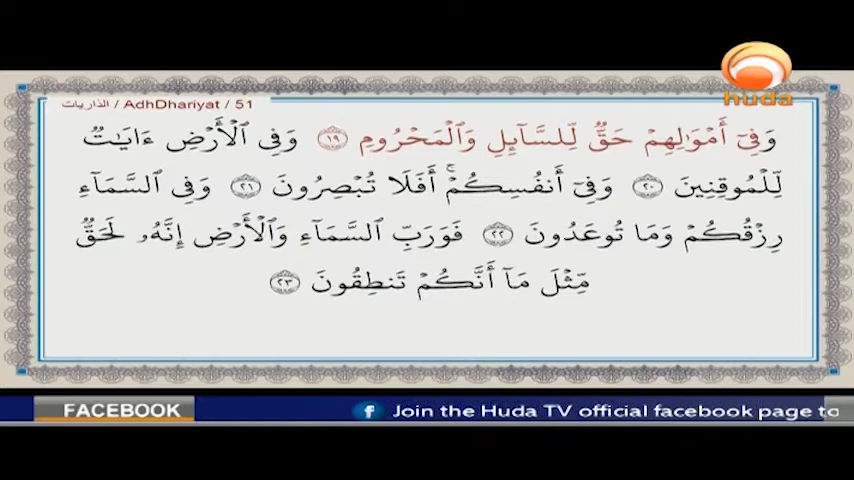 huda
الذاريات / AdhDhariyat / 51
وَفِىٓ أَمْوَٰلِهِمْ حَقٌّ لِّلسَّآئِلِ وَٱلْمَحْرُومِ ١٩ وَفِى ٱلْأَرْضِ ءَايَٰتٌ
لِّلْمُوقِنِينَ ٢٠ وَفِىٓ أَنفُسِكُمْ ۚ أَفَلَا تُبْصِرُونَ ٢١ وَفِى ٱلسَّمَآءِ
رِزْقُكُمْ وَمَا تُوعَدُونَ ٢٢ فَوَرَبِّ ٱلسَّمَآءِ وَٱلْأَرْضِ إِنَّهُۥ لَحَقٌّ
مِّثْلَ مَآ أَنَّكُمْ تَنطِقُونَ ٢٣
FACEBOOK
Join the Huda TV official facebook page to